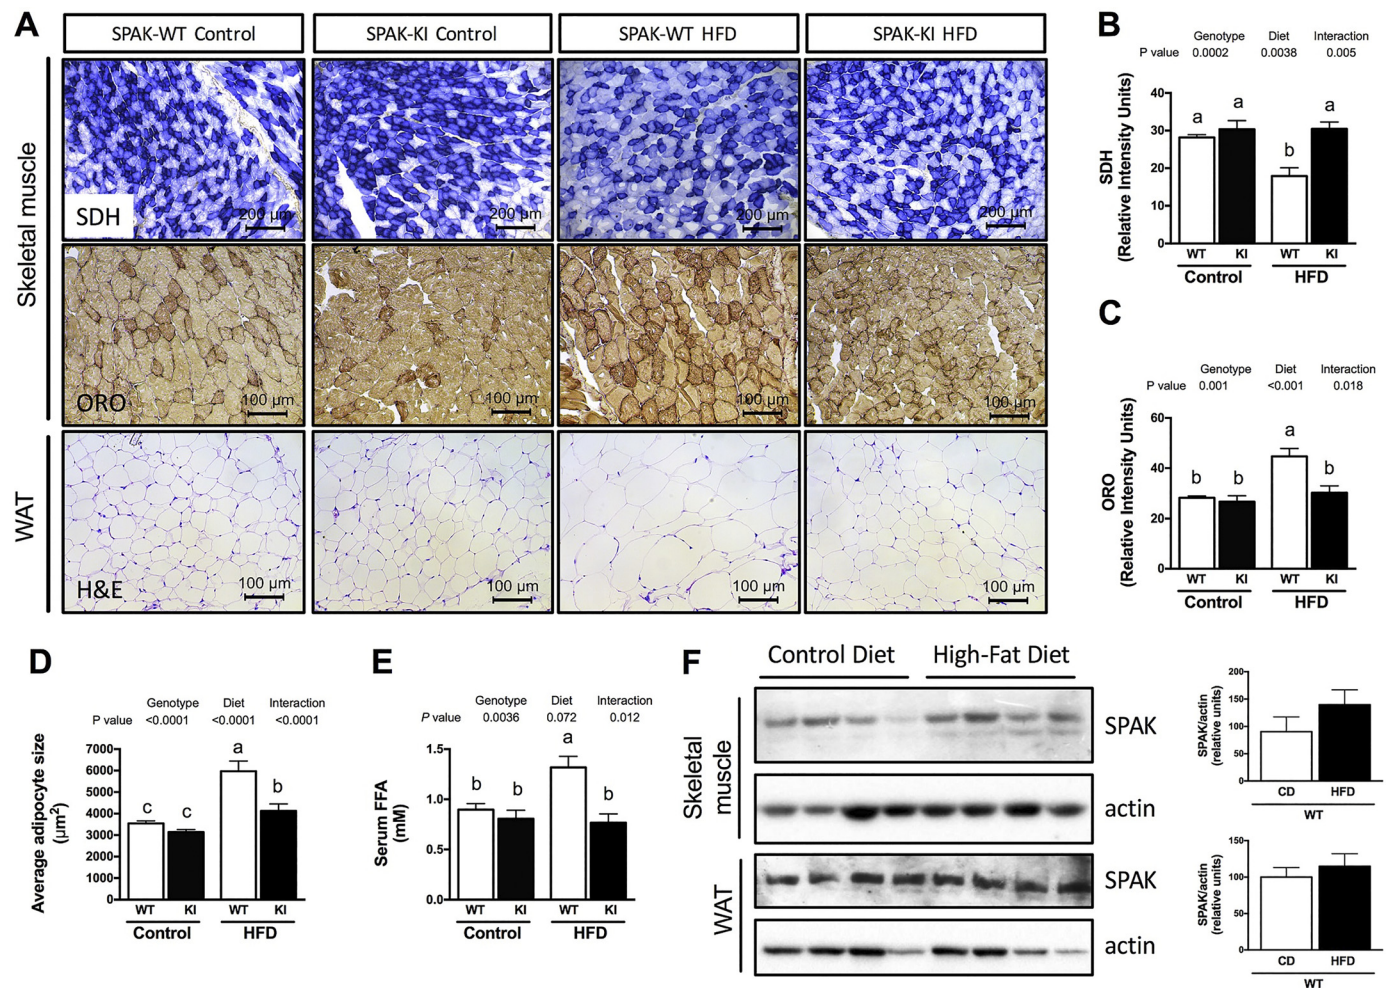 A
SPAK-WT Control
SPAK-KI Control
SPAK-WT HFD
SPAK-KI HFD
Skeletal muscle
SDH
200 µm
200 µm
200 µm
200 µm
ORO
100 µm
100 µm
100 µm
100 µm
WAT
H&E
100 µm
100 µm
100 µm
100 µm
B
Genotype Diet Interaction
P value 0.0002 0.0038 0.005
SDH
(Relative Intensity Units)
40
30
20
10
0
a
a
b
a
WT KI WT KI
Control HFD
C
Genotype Diet Interaction
P value 0.001 <0.001 0.018
ORO
(Relative Intensity Units)
60
40
20
0
b
b
a
b
WT KI WT KI
Control HFD
D
Genotype Diet Interaction
P value <0.0001 <0.0001 <0.0001
Average adipocyte size
(µm²)
7000
6000
5000
4000
3000
2000
1000
0
c
c
a
b
WT KI WT KI
Control HFD
E
Genotype Diet Interaction
P value 0.0036 0.072 0.012
Serum FFA
(mM)
1.5
1.0
0.5
0.0
b
b
a
b
WT KI WT KI
Control HFD
F
Control Diet High-Fat Diet
Skeletal
muscle
SPAK
actin
WAT
SPAK
actin
SPAK/actin
(relative units)
200
150
100
50
0
CD HFD
WT
SPAK/actin
(relative units)
150
100
50
0
CD HFD
WT